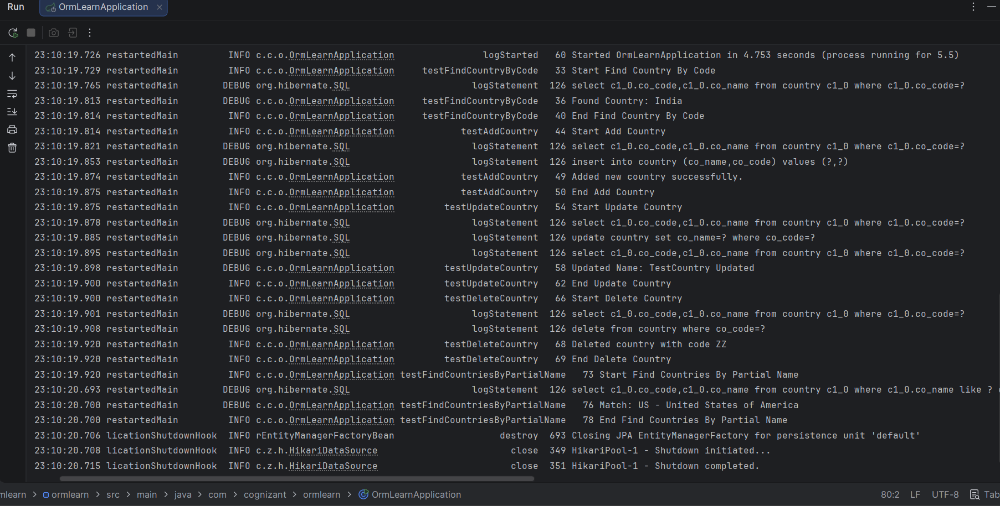 Run OrmLearnApplication
23:10:19.726 restartedMain INFO c.c.o.OrmLearnApplication logStarted 60 Started OrmLearnApplication in 4.753 seconds (process running for 5.5)
23:10:19.729 restartedMain INFO c.c.o.OrmLearnApplication testFindCountryByCode 33 Start Find Country By Code
23:10:19.765 restartedMain DEBUG org.hibernate.SQL logStatement 126 select c1_0.co_code,c1_0.co_name from country c1_0 where c1_0.co_code=?
23:10:19.813 restartedMain DEBUG c.c.o.OrmLearnApplication testFindCountryByCode 36 Found Country: India
23:10:19.814 restartedMain INFO c.c.o.OrmLearnApplication testFindCountryByCode 40 End Find Country By Code
23:10:19.814 restartedMain INFO c.c.o.OrmLearnApplication testAddCountry 44 Start Add Country
23:10:19.821 restartedMain DEBUG org.hibernate.SQL logStatement 126 select c1_0.co_code,c1_0.co_name from country c1_0 where c1_0.co_code=?
23:10:19.853 restartedMain DEBUG org.hibernate.SQL logStatement 126 insert into country (co_name,co_code) values (?,?)
23:10:19.874 restartedMain INFO c.c.o.OrmLearnApplication testAddCountry 49 Added new country successfully.
23:10:19.875 restartedMain INFO c.c.o.OrmLearnApplication testAddCountry 50 End Add Country
23:10:19.875 restartedMain INFO c.c.o.OrmLearnApplication testUpdateCountry 54 Start Update Country
23:10:19.878 restartedMain DEBUG org.hibernate.SQL logStatement 126 select c1_0.co_code,c1_0.co_name from country c1_0 where c1_0.co_code=?
23:10:19.885 restartedMain DEBUG org.hibernate.SQL logStatement 126 update country set co_name=? where co_code=?
23:10:19.895 restartedMain DEBUG org.hibernate.SQL logStatement 126 select c1_0.co_code,c1_0.co_name from country c1_0 where c1_0.co_code=?
23:10:19.898 restartedMain DEBUG c.c.o.OrmLearnApplication testUpdateCountry 58 Updated Name: TestCountry Updated
23:10:19.900 restartedMain INFO c.c.o.OrmLearnApplication testUpdateCountry 62 End Update Country
23:10:19.900 restartedMain INFO c.c.o.OrmLearnApplication testDeleteCountry 66 Start Delete Country
23:10:19.901 restartedMain DEBUG org.hibernate.SQL logStatement 126 select c1_0.co_code,c1_0.co_name from country c1_0 where c1_0.co_code=?
23:10:19.908 restartedMain DEBUG org.hibernate.SQL logStatement 126 delete from country where co_code=?
23:10:19.920 restartedMain INFO c.c.o.OrmLearnApplication testDeleteCountry 68 Deleted country with code ZZ
23:10:19.920 restartedMain INFO c.c.o.OrmLearnApplication testDeleteCountry 69 End Delete Country
23:10:19.920 restartedMain INFO c.c.o.OrmLearnApplication testFindCountriesByPartialName 73 Start Find Countries By Partial Name
23:10:20.693 restartedMain DEBUG org.hibernate.SQL logStatement 126 select c1_0.co_code,c1_0.co_name from country c1_0 where c1_0.co_name like ?
23:10:20.700 restartedMain DEBUG c.c.o.OrmLearnApplication testFindCountriesByPartialName 76 Match: US - United States of America
23:10:20.700 restartedMain INFO c.c.o.OrmLearnApplication testFindCountriesByPartialName 78 End Find Countries By Partial Name
23:10:20.706 licationShutdownHook INFO rEntityManagerFactoryBean destroy 693 Closing JPA EntityManagerFactory for persistence unit 'default'
23:10:20.708 licationShutdownHook INFO c.z.h.HikariDataSource close 349 HikariPool-1 - Shutdown initiated...
23:10:20.715 licationShutdownHook INFO c.z.h.HikariDataSource close 351 HikariPool-1 - Shutdown completed.
mlearn > ormlearn > src > main > java > com > cognizant > ormlearn > OrmLearnApplication 80:2 LF UTF-8 Tab